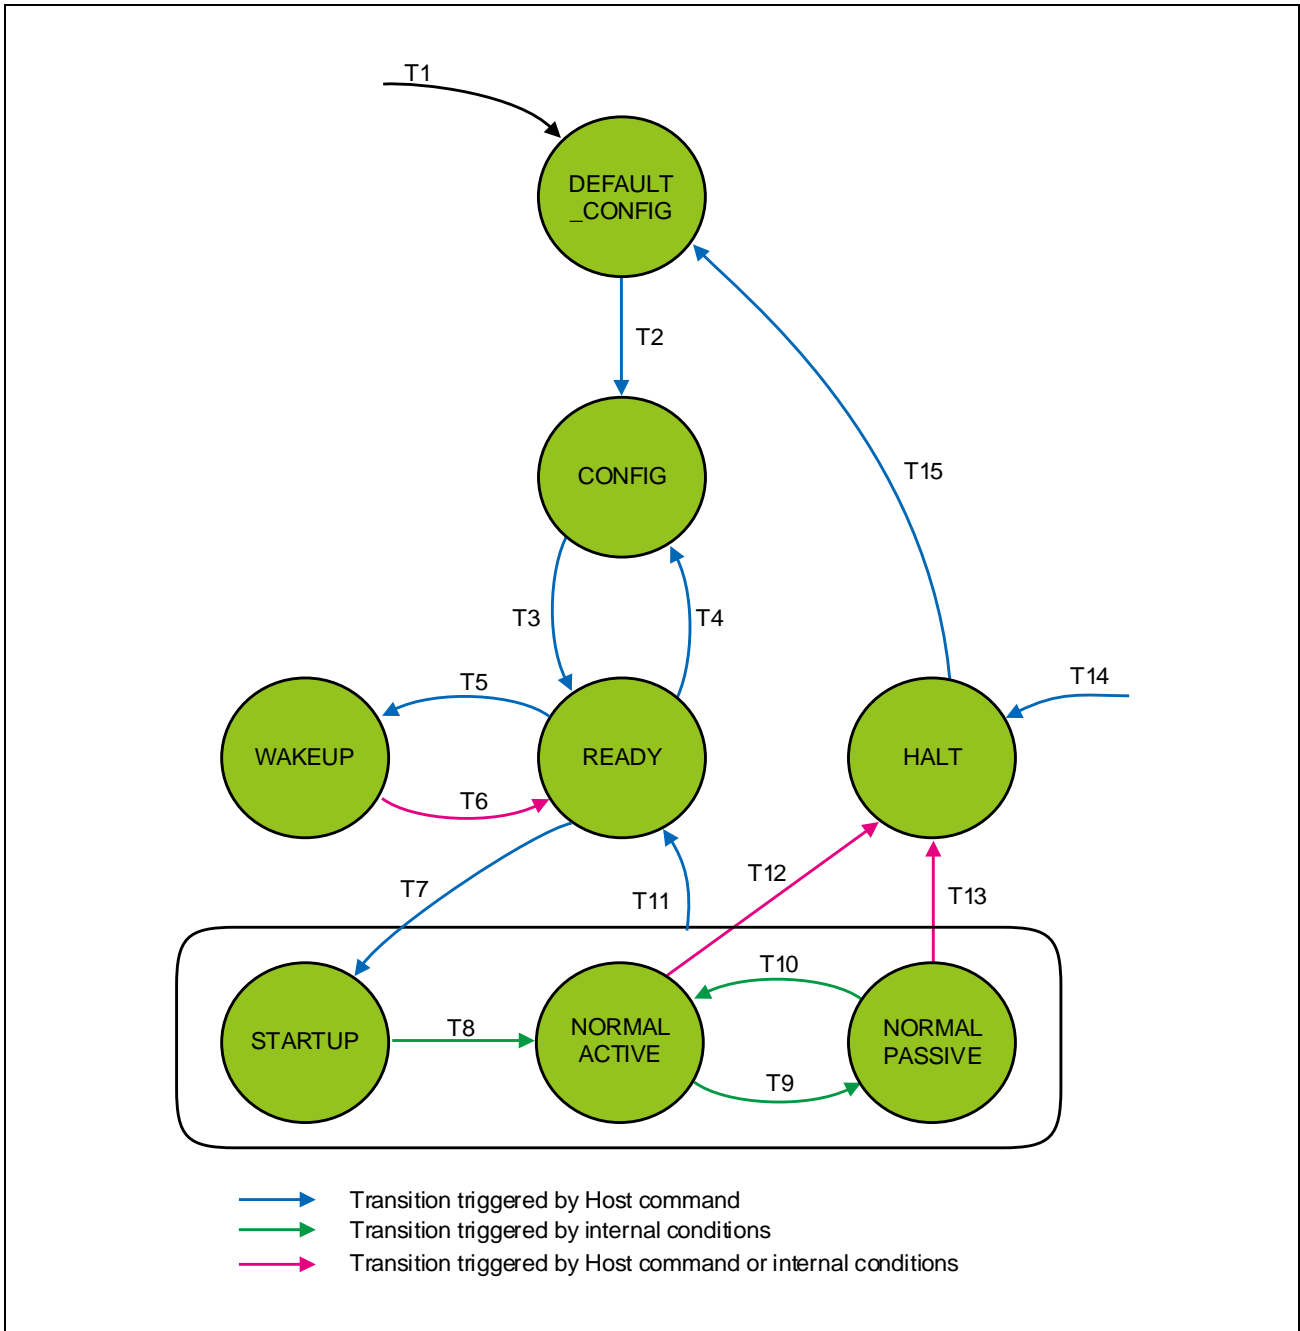 T1
DEFAULT
_CONFIG
T2
CONFIG
T15
T3
T4
T5
T14
WAKEUP
READY
HALT
T6
T7
T12
T11
T13
T10
STARTUP
T8
NORMAL
ACTIVE
NORMAL
PASSIVE
T9
Transition triggered by Host command
Transition triggered by internal conditions
Transition triggered by Host command or internal conditions